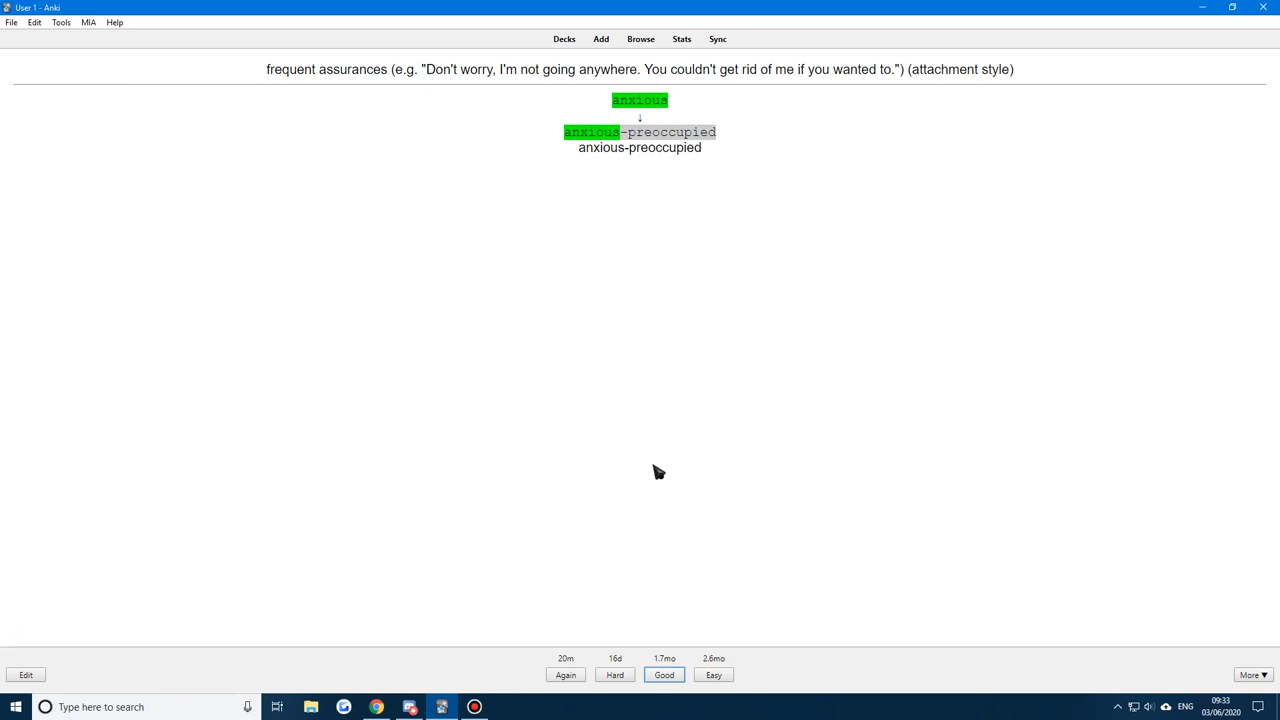 User 1 - Anki
File Edit Tools MIA Help
Decks Add Browse Stats Sync
frequent assurances (e.g. "Don't worry, I'm not going anywhere. You couldn't get rid of me if you wanted to.") (attachment style)
anxious
↓
anxious-preoccupied
anxious-preoccupied
20m 16d 1.7mo 2.6mo
Edit Again Hard Good Easy More ▼
Type here to search
ENG
09:33
03/06/2020